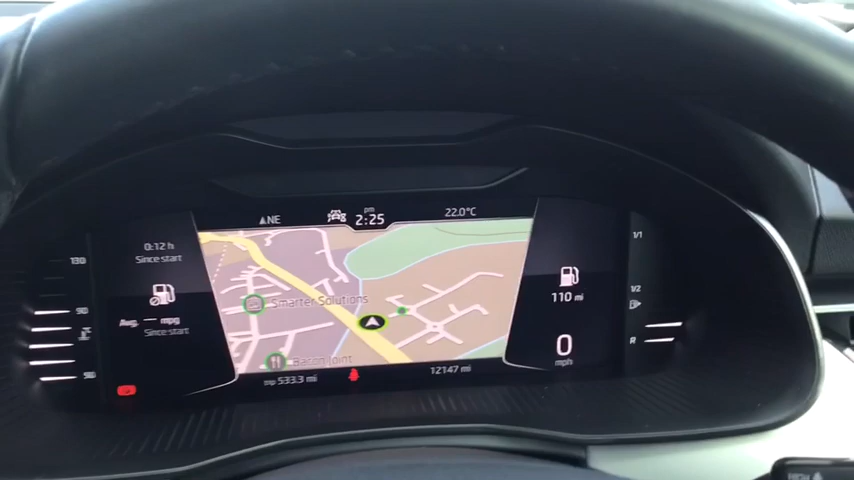 NE
pm
2:25
22.0°C
0:12 h
Since start
Avg. -- mpg
Since start
130
90
50
Smarter Solutions
Bacon Joint
trip 533.3 mi
12147 mi
110 mi
0
mph
1/1
1/2
R
HIGH